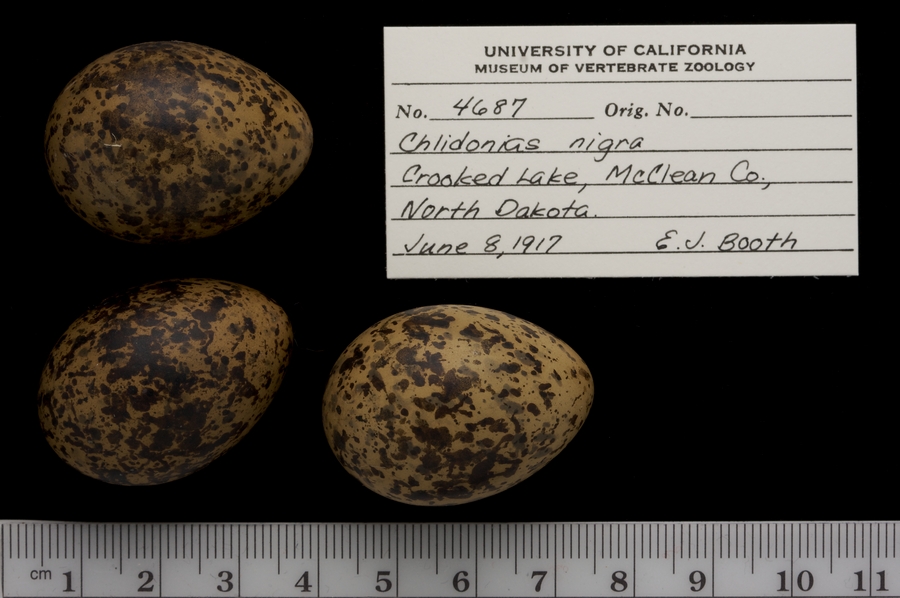 UNIVERSITY OF CALIFORNIA
MUSEUM OF VERTEBRATE ZOOLOGY
No. 4687 Orig. No.
Chlidonias nigra
Crooked Lake, McClean Co.,
North Dakota.
June 8, 1917 E.J. Booth
cm 1 2 3 4 5 6 7 8 9 10 11